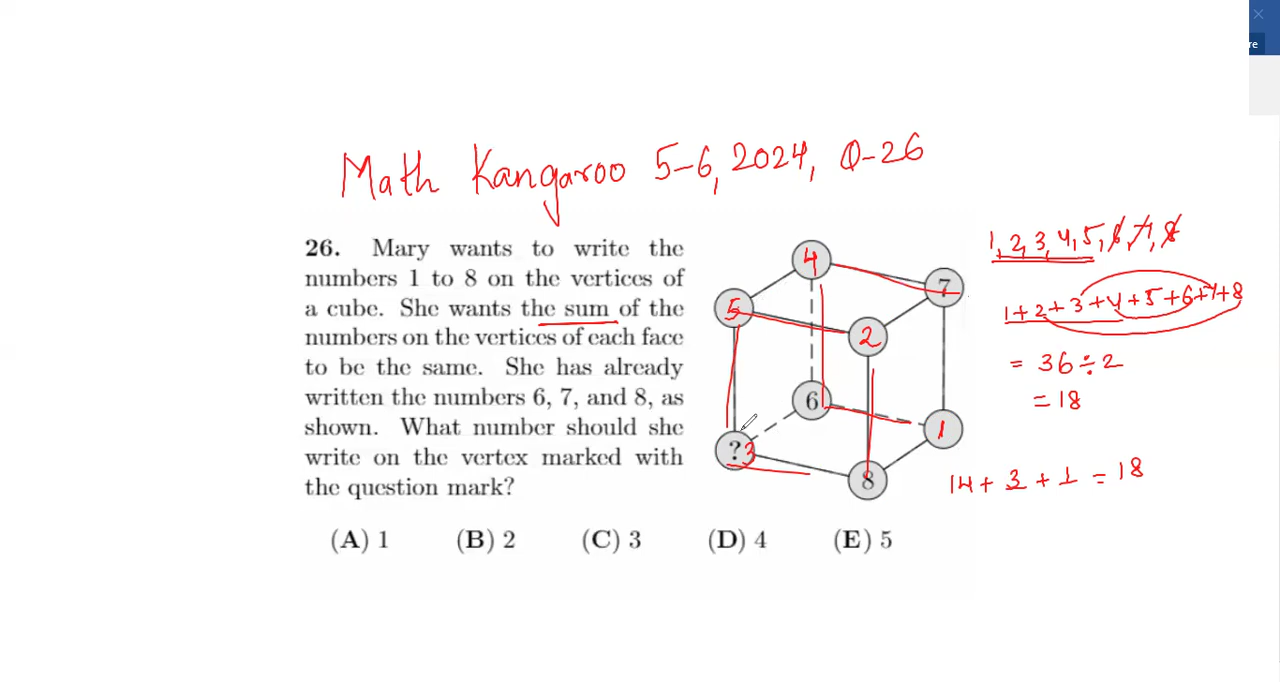 re
Math Kangaroo 5-6, 2024, Q-26
26. Mary wants to write the
numbers 1 to 8 on the vertices of
a cube. She wants the sum of the
numbers on the vertices of each face
to be the same. She has already
written the numbers 6, 7, and 8, as
shown. What number should she
write on the vertex marked with
the question mark?
4
7
5
2
6
1
?3
8
1, 2, 3, 4, 5, 6, 7, 8
1+2+3+4+5+6+7+8
= 36 ÷ 2
= 18
14 + 3 + 1 = 18
(A) 1 (B) 2 (C) 3 (D) 4 (E) 5